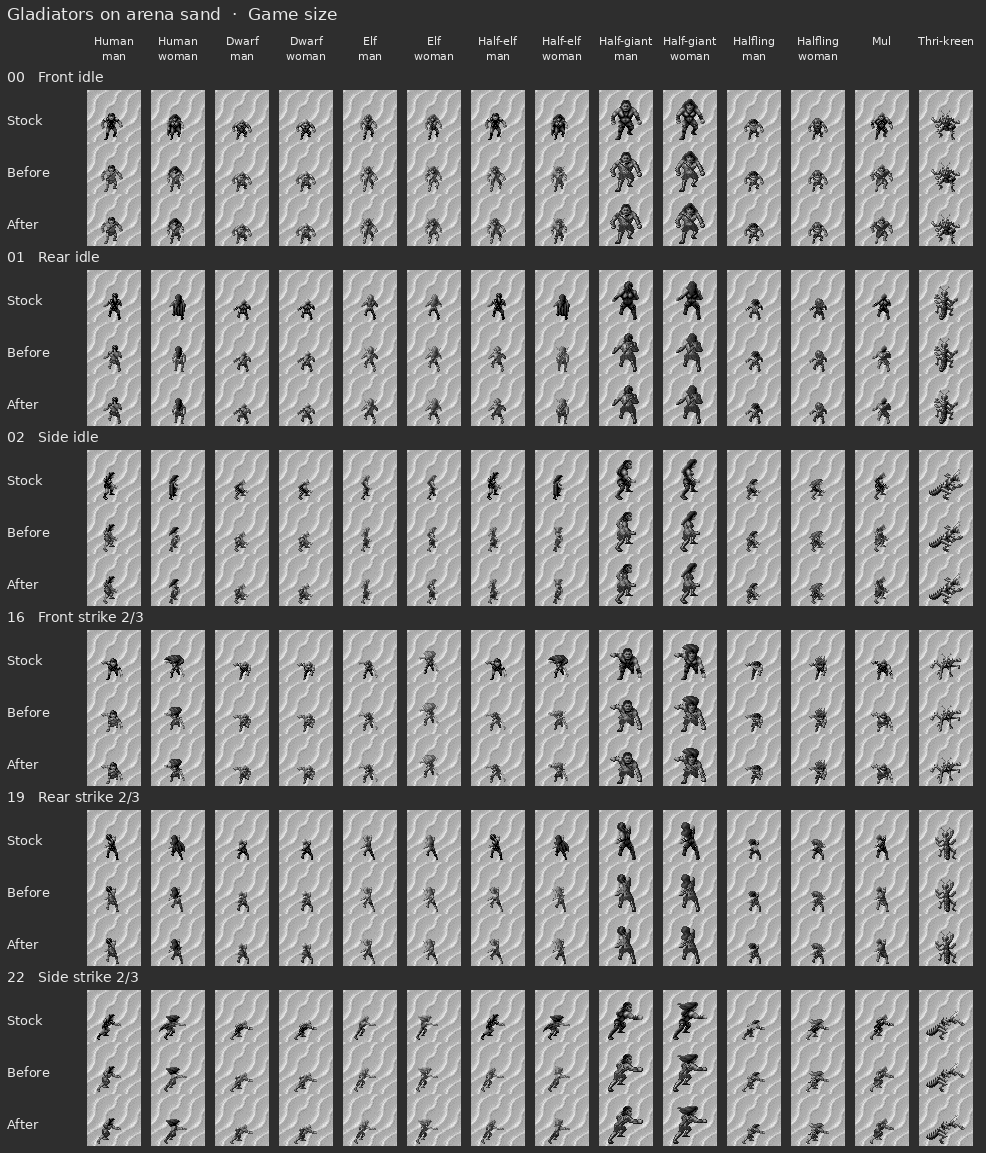 Gladiators on arena sand · Game size
Human man
Human woman
Dwarf man
Dwarf woman
Elf man
Elf woman
Half-elf man
Half-elf woman
Half-giant man
Half-giant woman
Halfling man
Halfling woman
Mul
Thri-kreen
00 Front idle
Stock
Before
After
01 Rear idle
Stock
Before
After
02 Side idle
Stock
Before
After
16 Front strike 2/3
Stock
Before
After
19 Rear strike 2/3
Stock
Before
After
22 Side strike 2/3
Stock
Before
After